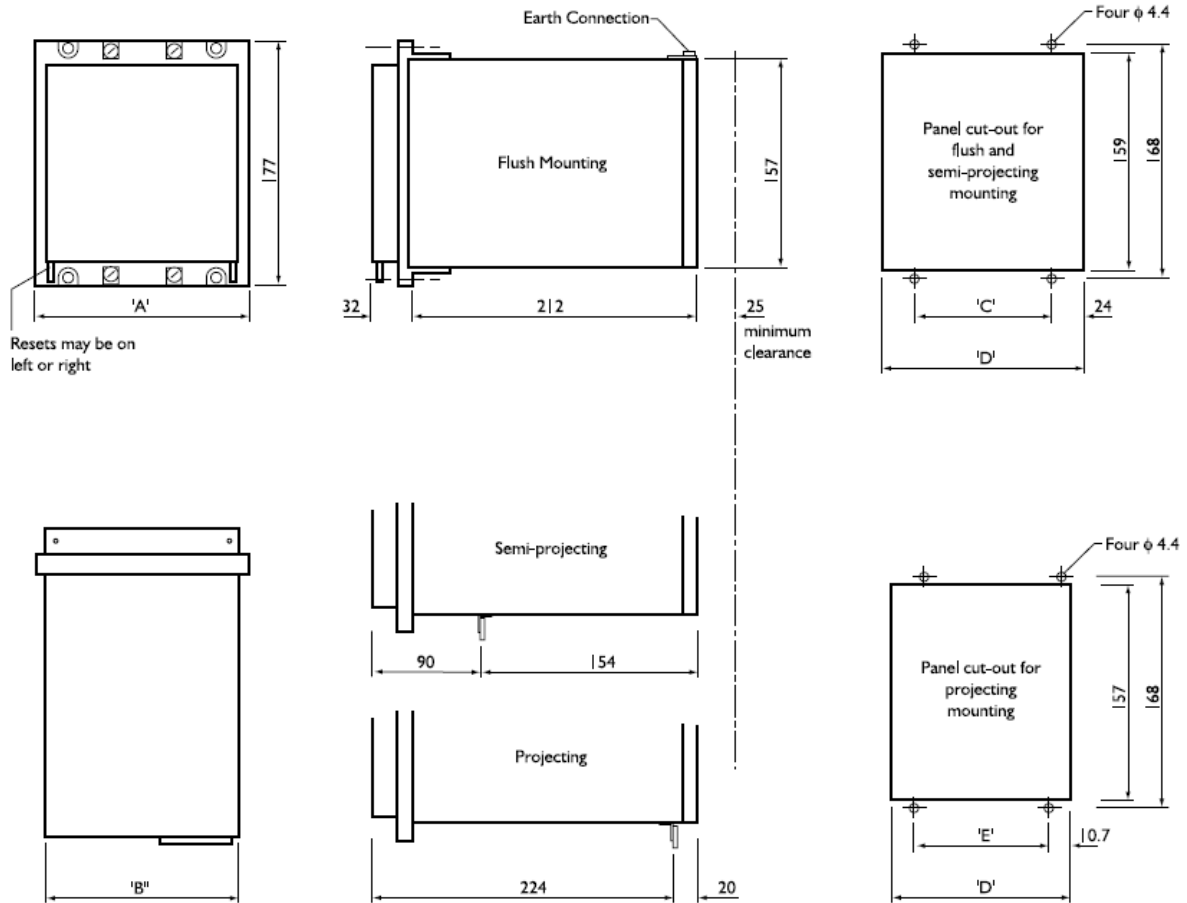 Earth Connection
Four ϕ 4.4
177
Flush Mounting
157
Panel cut-out for
flush and
semi-projecting
mounting
159
168
'A'
32
212
25
minimum
clearance
'C'
24
'D'
Resets may be on
left or right
Semi-projecting
90
154
Four ϕ 4.4
Panel cut-out for
projecting
mounting
157
168
Projecting
'E'
10.7
'B"
224
20
'D'